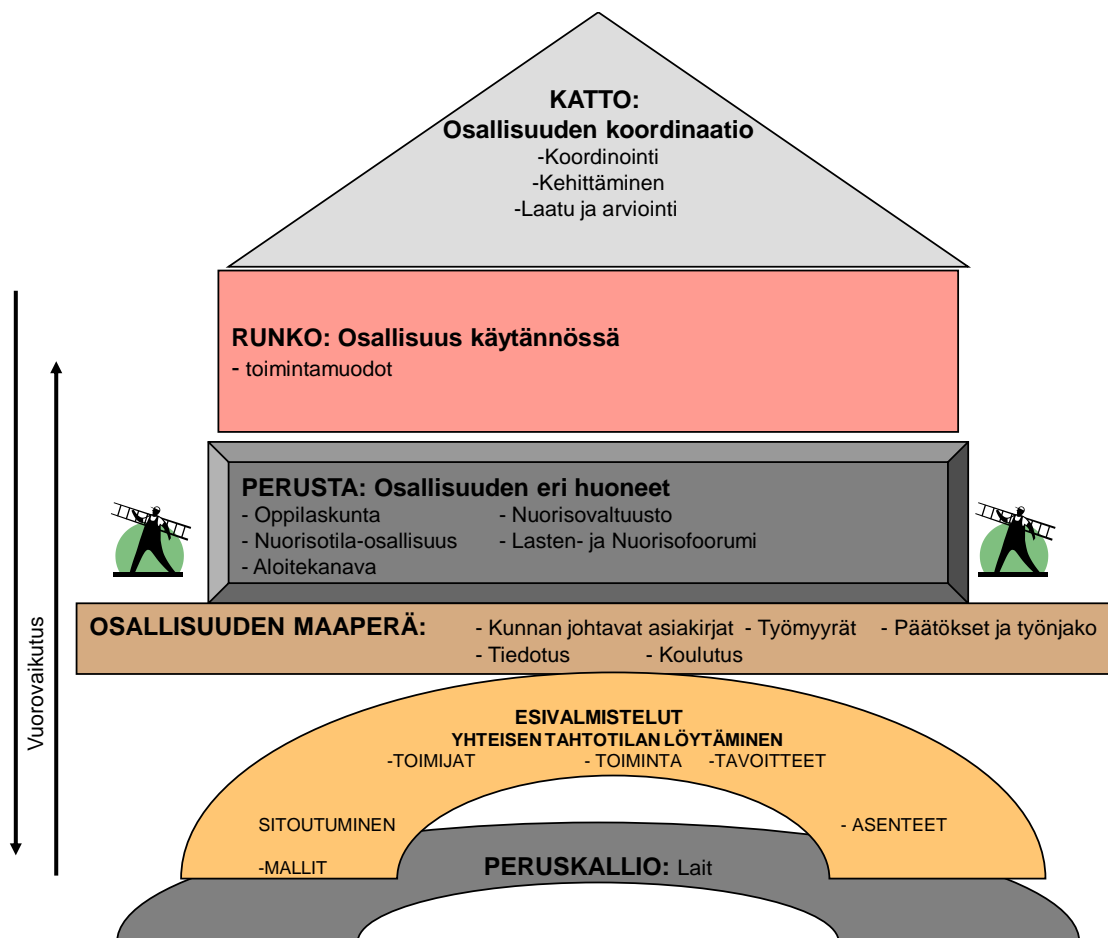 KATTO:
Osallisuuden koordinaatio
-Koordinointi
-Kehittäminen
-Laatu ja arviointi
RUNKO: Osallisuus käytännössä
- toimintamuodot
PERUSTA: Osallisuuden eri huoneet
- Oppilaskunta - Nuorisovaltuusto
- Nuorisotila-osallisuus - Lasten- ja Nuorisofoorumi
- Aloitekanava
OSALLISUUDEN MAAPERÄ: - Kunnan johtavat asiakirjat - Työmyyrät - Päätökset ja työnjako
- Tiedotus - Koulutus
Vuorovaikutus
ESIVALMISTELUT
YHTEISEN TAHTOTILAN LÖYTÄMINEN
-TOIMIJAT - TOIMINTA -TAVOITTEET
SITOUTUMINEN - ASENTEET
-MALLIT
PERUSKALLIO: Lait